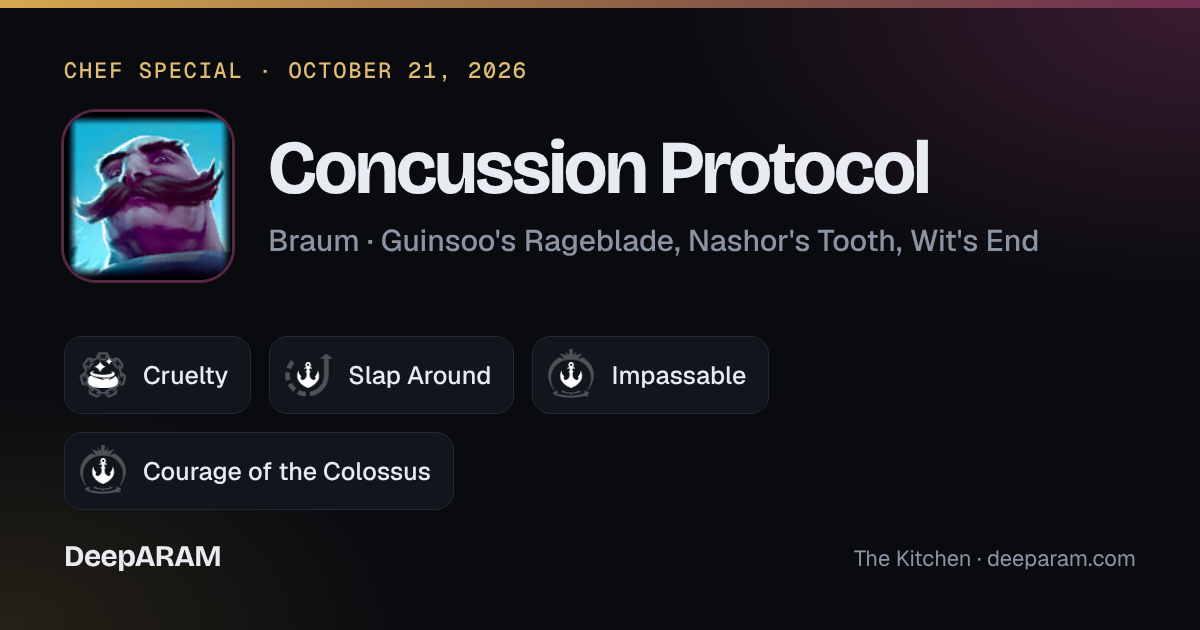 CHEF SPECIAL · OCTOBER 21, 2026
Concussion Protocol
Braum · Guinsoo's Rageblade, Nashor's Tooth, Wit's End
Cruelty
Slap Around
Impassable
Courage of the Colossus
DeepARAM
The Kitchen · deeparam.com